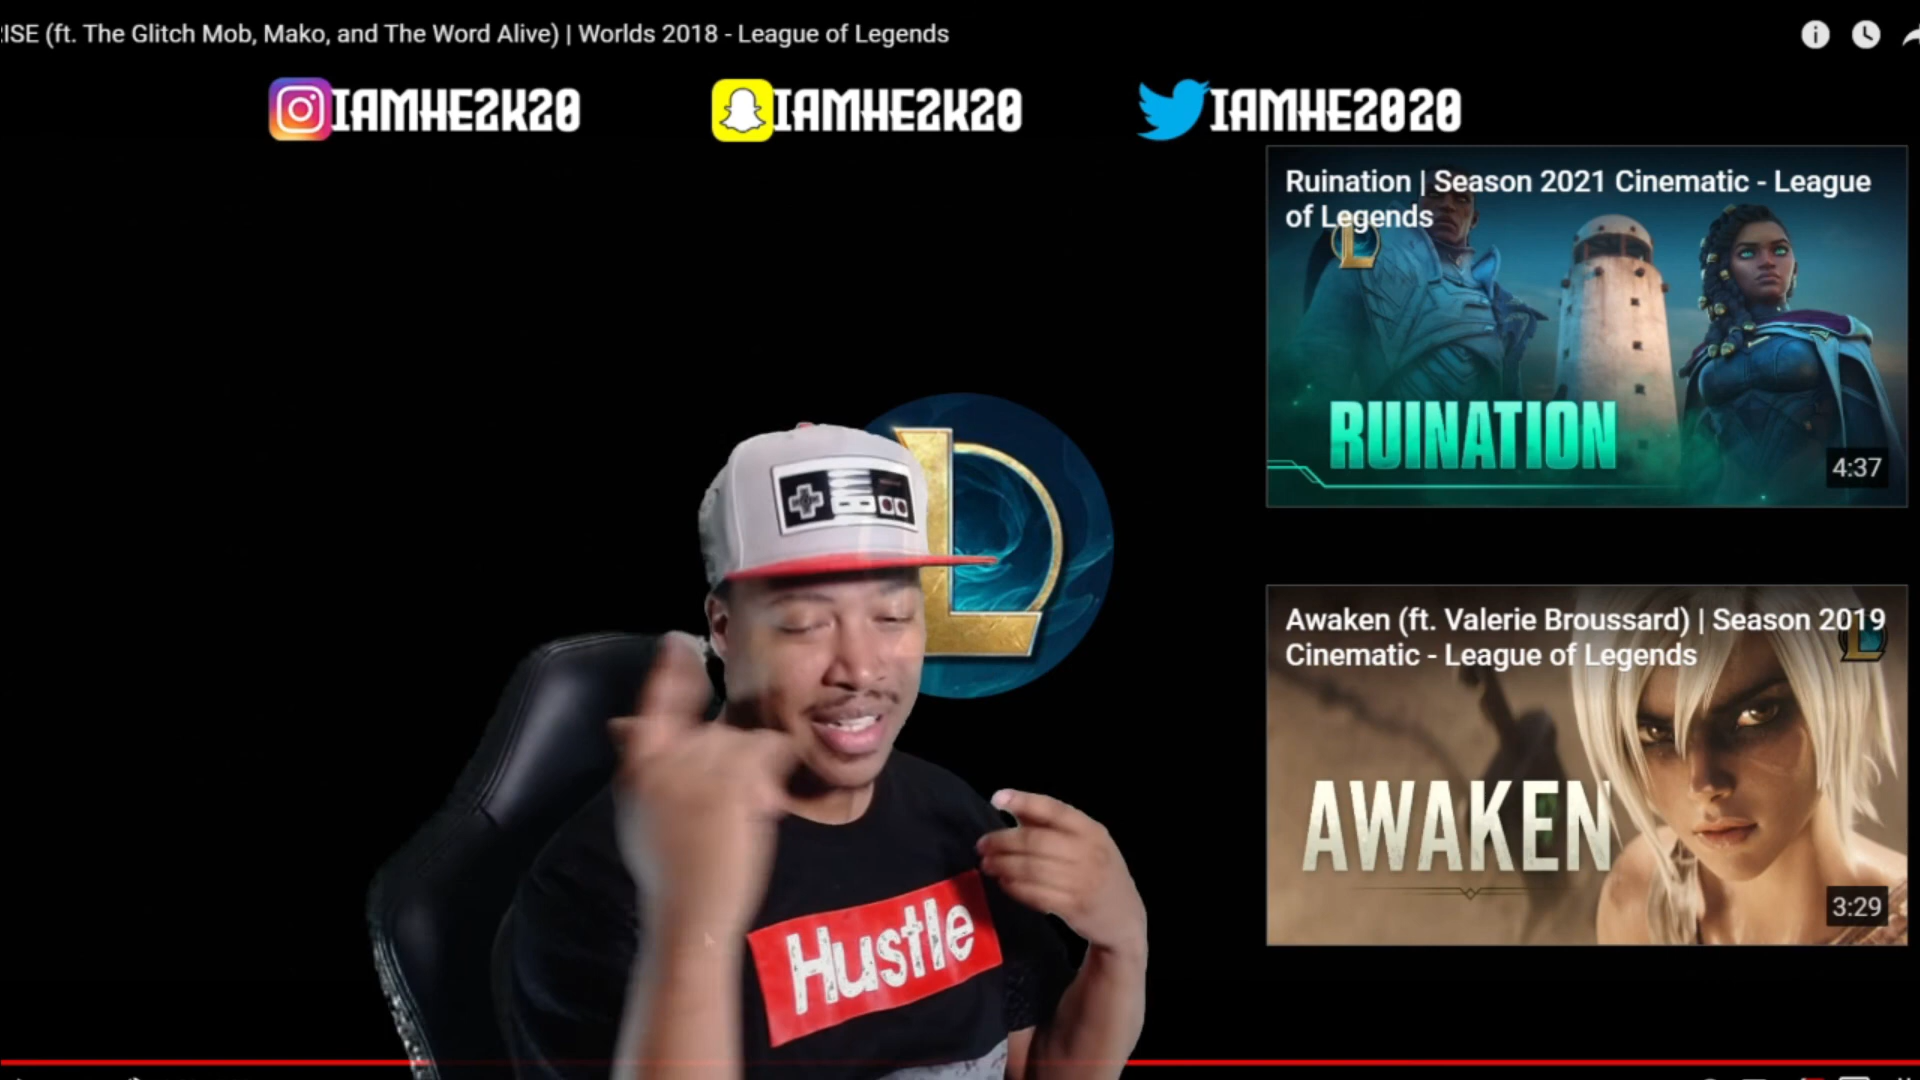 ISE (ft. The Glitch Mob, Mako, and The Word Alive) | Worlds 2018 - League of Legends
IAMHE2K20
IAMHE2K20
IAMHE2020
Ruination | Season 2021 Cinematic - League
of Legends
RUINATION
4:37
Awaken (ft. Valerie Broussard) | Season 2019
Cinematic - League of Legends
AWAKEN
3:29
Hustle